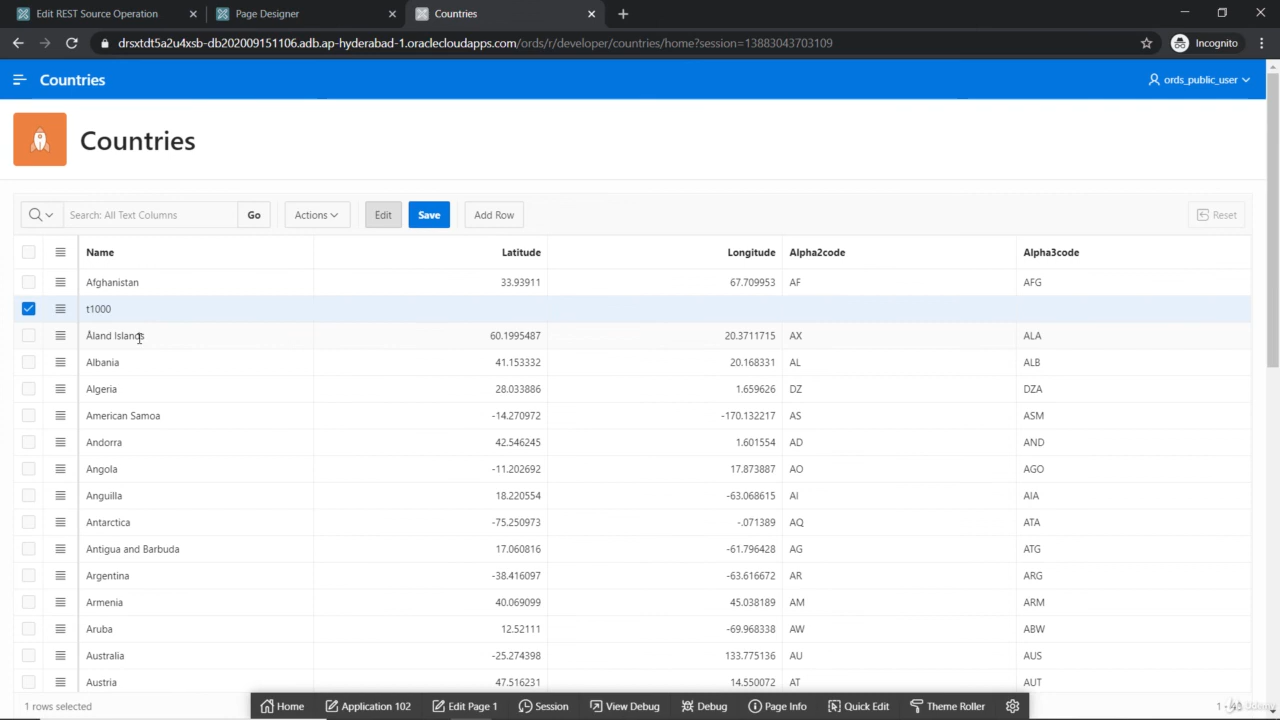 Edit REST Source Operation
Page Designer
Countries
drsxtdt5a2u4xsb-db202009151106.adb.ap-hyderabad-1.oraclecloudapps.com/ords/r/developer/countries/home?session=13883043703109
Incognito
Countries
ords_public_user
Countries
Search: All Text Columns
Go
Actions
Edit
Save
Add Row
Reset
Name Latitude Longitude Alpha2code Alpha3code
Afghanistan 33.93911 67.709953 AF AFG
t1000
Åland Islands 60.1995487 20.3711715 AX ALA
Albania 41.153332 20.168331 AL ALB
Algeria 28.033886 1.659626 DZ DZA
American Samoa -14.270972 -170.132217 AS ASM
Andorra 42.546245 1.601554 AD AND
Angola -11.202692 17.873887 AO AGO
Anguilla 18.220554 -63.068615 AI AIA
Antarctica -75.250973 -.071389 AQ ATA
Antigua and Barbuda 17.060816 -61.796428 AG ATG
Argentina -38.416097 -63.616672 AR ARG
Armenia 40.069099 45.038189 AM ARM
Aruba 12.52111 -69.968338 AW ABW
Australia -25.274398 133.775136 AU AUS
Austria 47.516231 14.550072 AT AUT
1 rows selected
Home
Application 102
Edit Page 1
Session
View Debug
Debug
Page Info
Quick Edit
Theme Roller